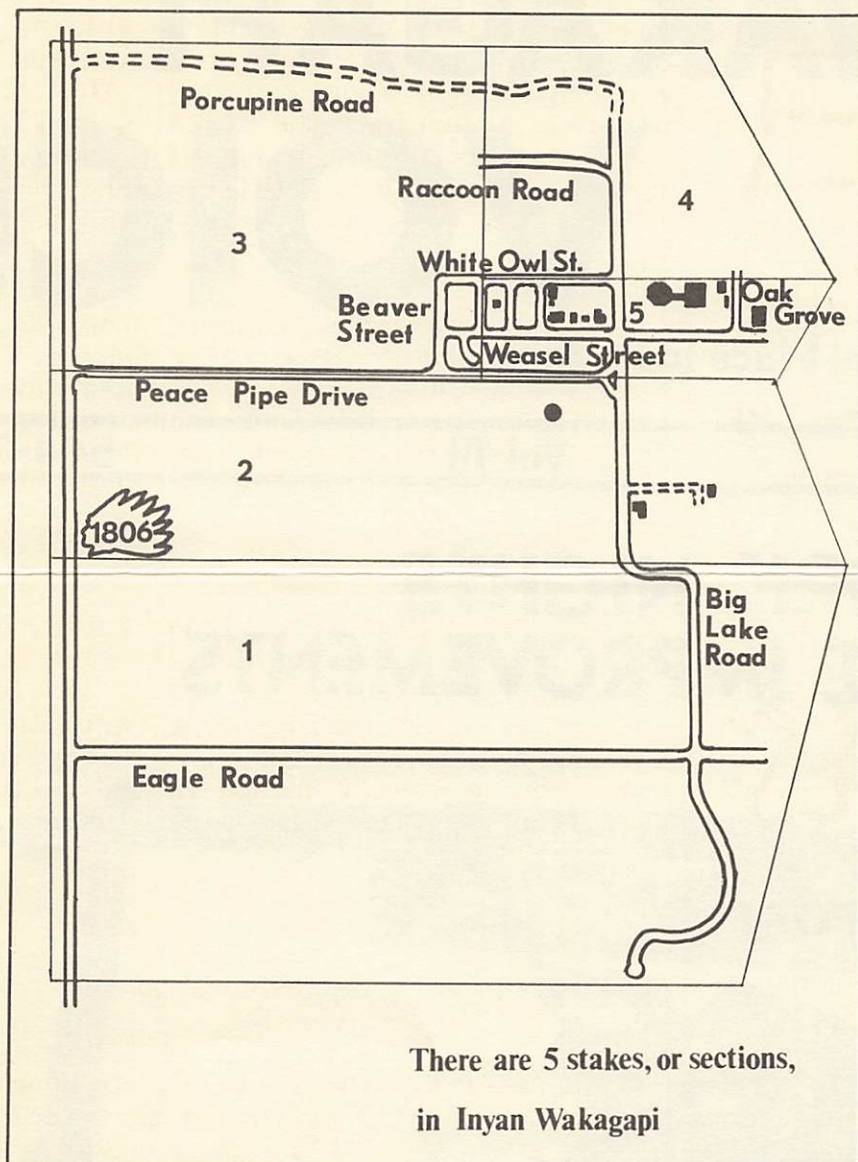 Porcupine Road
Raccoon Road
4
3
White Owl St.
Beaver
Street
5
Oak
Grove
Weasel Street
Peace Pipe Drive
2
1806
1
Big
Lake
Road
Eagle Road
There are 5 stakes, or sections,
in Inyan Wakagapi